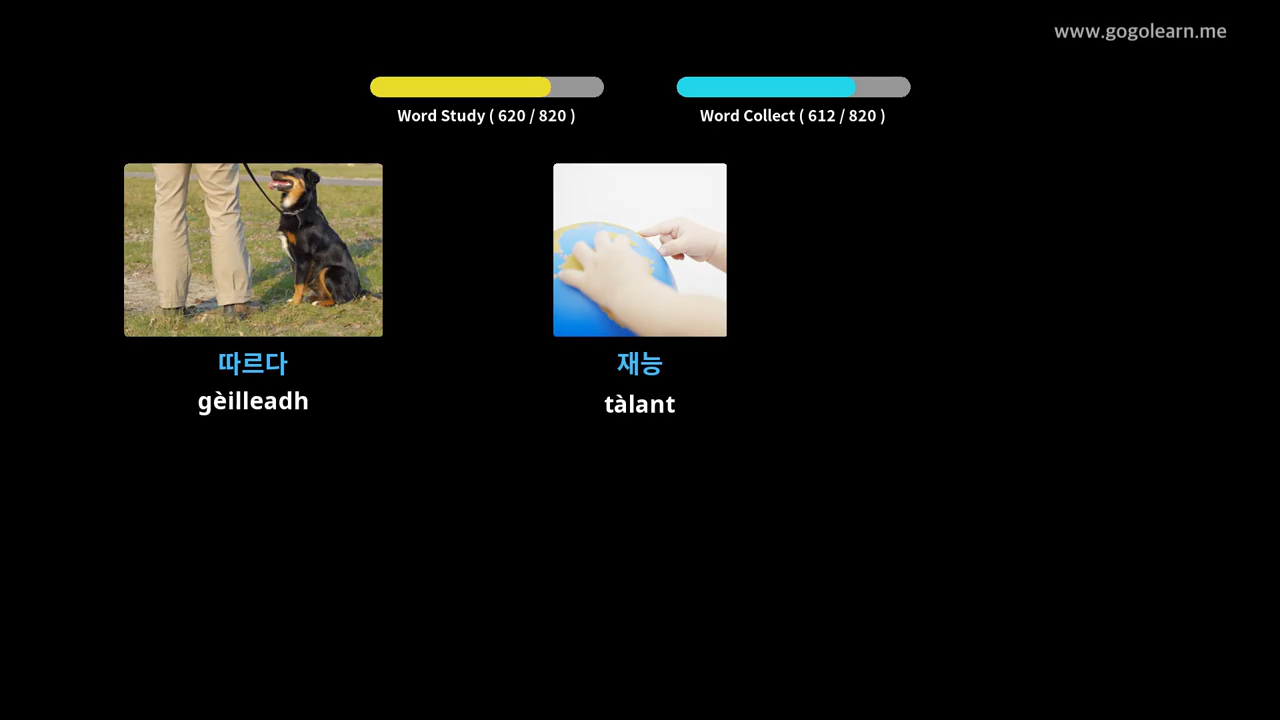 www.gogolearn.me
Word Study ( 620 / 820 )
Word Collect ( 612 / 820 )
따르다
gèilleadh
재능
tàlant